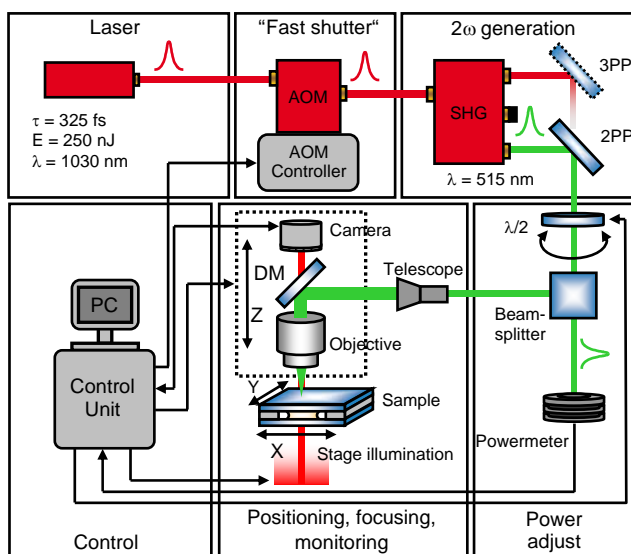 Laser
"Fast shutter"
2ω generation
3PP
AOM
SHG
2PP
τ = 325 fs
E = 250 nJ
λ = 1030 nm
AOM
Controller
λ = 515 nm
Camera
λ/2
DM
Telescope
PC
Z
Beam-
splitter
Objective
Control
Unit
Y
Sample
Powermeter
X
Stage illumination
Control
Positioning, focusing,
monitoring
Power
adjust